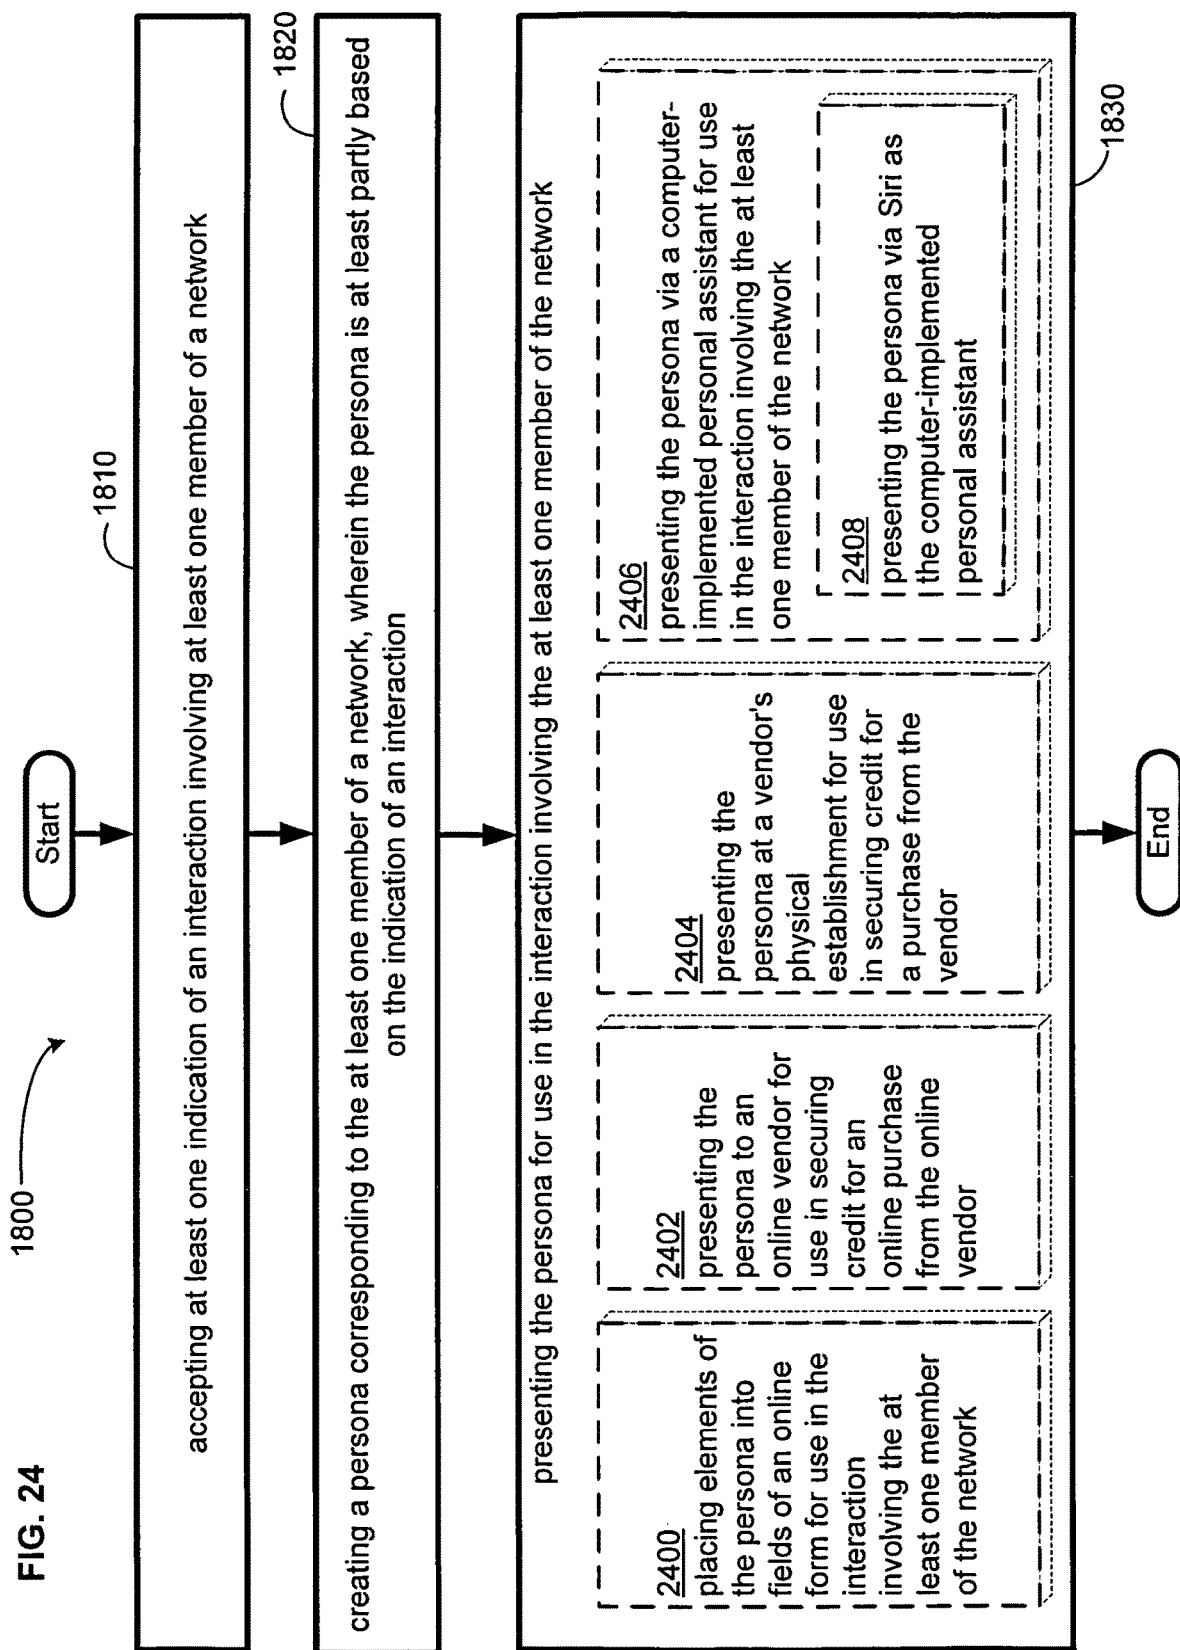 FIG. 24
1800
Start
1810
accepting at least one indication of an interaction involving at least one member of a network
1820
creating a persona corresponding to the at least one member of a network, wherein the persona is at least partly based
on the indication of an interaction
presenting the persona for use in the interaction involving the at least one member of the network
2400
placing elements of
the persona into
fields of an online
form for use in the
interaction
involving the at
least one member
of the network
2402
presenting the
persona to an
online vendor for
use in securing
credit for an
online purchase
from the online
vendor
2404
presenting the
persona at a vendor's
physical
establishment for use
in securing credit for
a purchase from the
vendor
2406
presenting the persona via a computer-
implemented personal assistant for use
in the interaction involving the at least
one member of the network
2408
presenting the persona via Siri as
the computer-implemented
personal assistant
1830
End